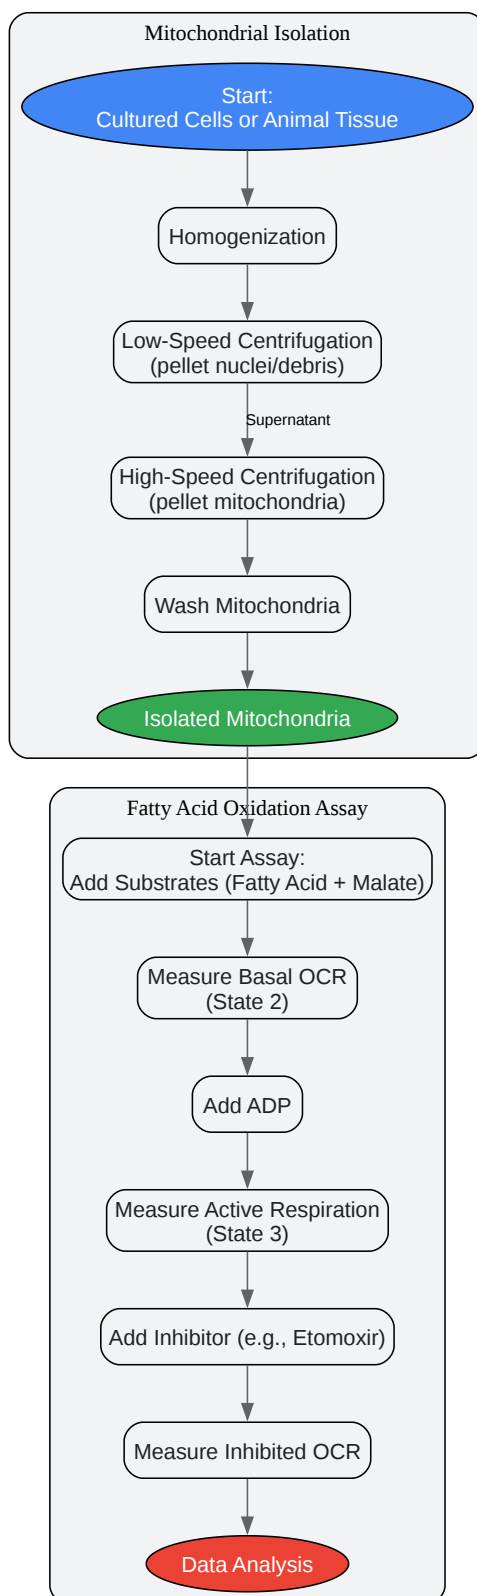 Mitochondrial Isolation
Start:
Cultured Cells or Animal Tissue
Homogenization
Low-Speed Centrifugation
(pellet nuclei/debris)
Supernatant
High-Speed Centrifugation
(pellet mitochondria)
Wash Mitochondria
Isolated Mitochondria
Fatty Acid Oxidation Assay
Start Assay:
Add Substrates (Fatty Acid + Malate)
Measure Basal OCR
(State 2)
Add ADP
Measure Active Respiration
(State 3)
Add Inhibitor (e.g., Etomoxir)
Measure Inhibited OCR
Data Analysis